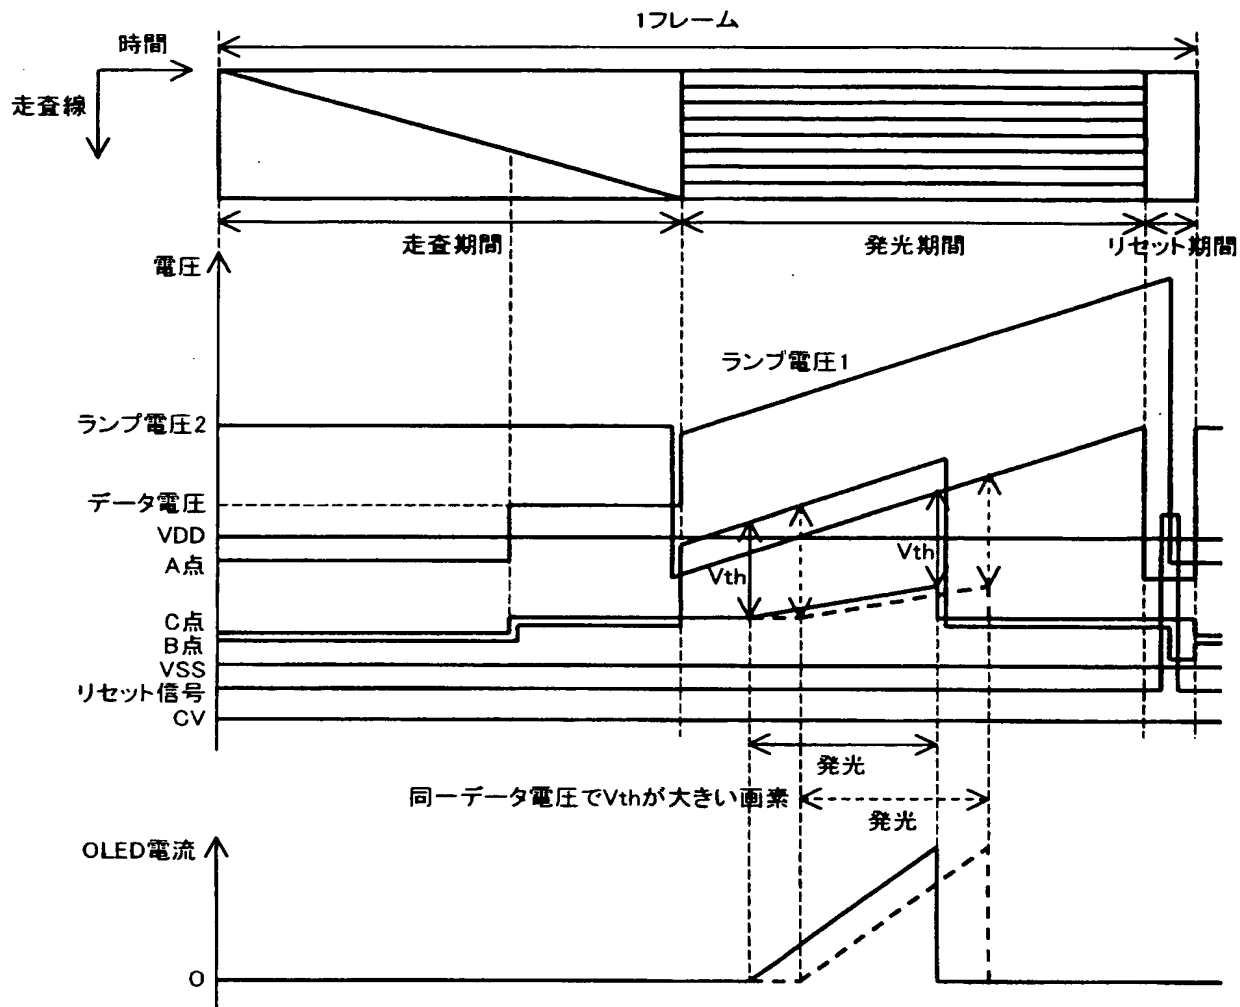 1フレーム
時間
走査線
走査期間
発光期間
リセット期間
電圧
ランプ電圧1
ランプ電圧2
データ電圧
VDD
A点
Vth
Vth
C点
B点
VSS
リセット信号
CV
発光
同一データ電圧でVthが大きい画素
発光
OLED電流
0